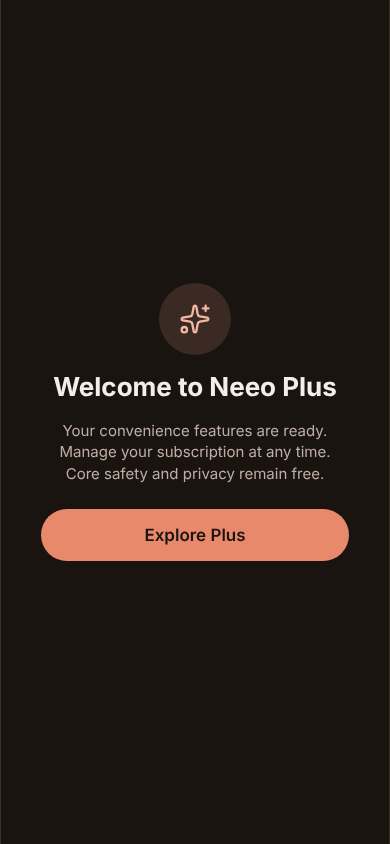 Welcome to Neeo Plus
Your convenience features are ready.
Manage your subscription at any time.
Core safety and privacy remain free.
Explore Plus